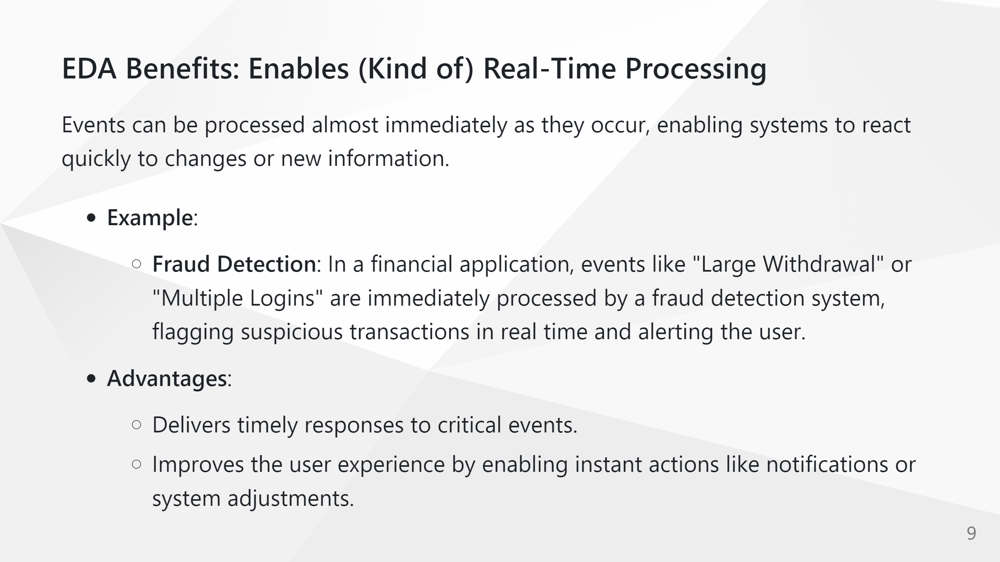 EDA Benefits: Enables (Kind of) Real-Time Processing
Events can be processed almost immediately as they occur, enabling systems to react
quickly to changes or new information.
• Example:
○ Fraud Detection: In a financial application, events like "Large Withdrawal" or
"Multiple Logins" are immediately processed by a fraud detection system,
flagging suspicious transactions in real time and alerting the user.
• Advantages:
○ Delivers timely responses to critical events.
○ Improves the user experience by enabling instant actions like notifications or
system adjustments.
9